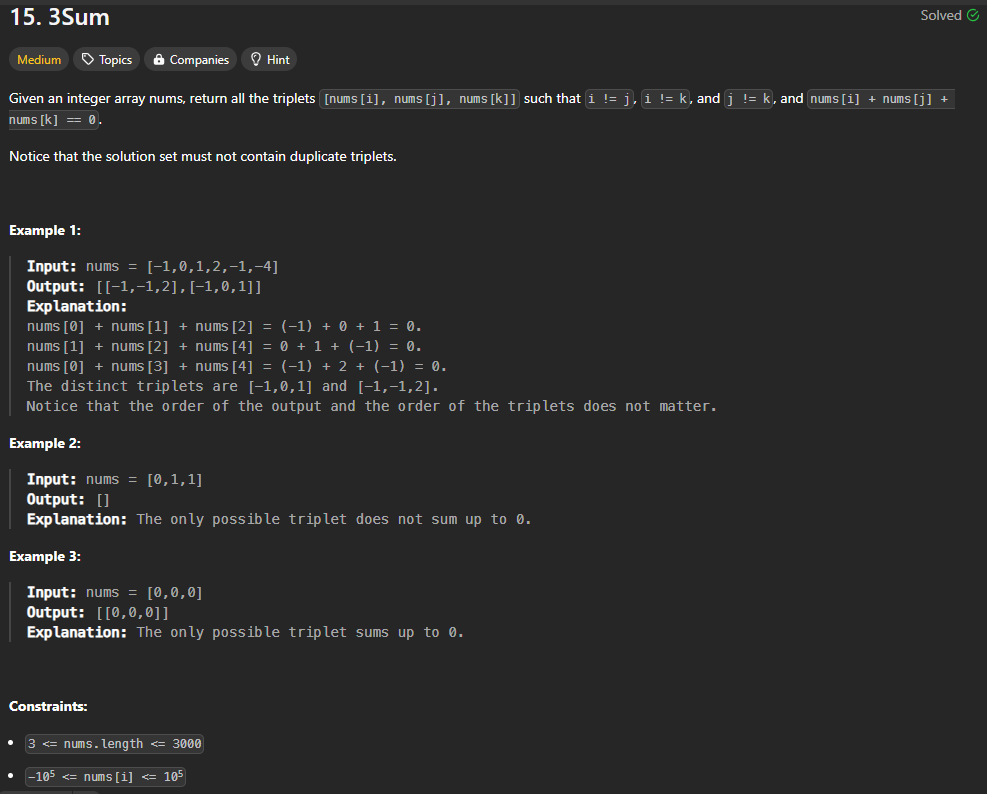 15. 3Sum
Solved
Medium Topics Companies Hint
Given an integer array nums, return all the triplets [nums[i], nums[j], nums[k]] such that i != j, i != k, and j != k, and nums[i] + nums[j] +
nums[k] == 0.
Notice that the solution set must not contain duplicate triplets.
Example 1:
Input: nums = [-1,0,1,2,-1,-4]
Output: [[-1,-1,2],[-1,0,1]]
Explanation:
nums[0] + nums[1] + nums[2] = (-1) + 0 + 1 = 0.
nums[1] + nums[2] + nums[4] = 0 + 1 + (-1) = 0.
nums[0] + nums[3] + nums[4] = (-1) + 2 + (-1) = 0.
The distinct triplets are [-1,0,1] and [-1,-1,2].
Notice that the order of the output and the order of the triplets does not matter.
Example 2:
Input: nums = [0,1,1]
Output: []
Explanation: The only possible triplet does not sum up to 0.
Example 3:
Input: nums = [0,0,0]
Output: [[0,0,0]]
Explanation: The only possible triplet sums up to 0.
Constraints:
• 3 <= nums.length <= 3000
• -10⁵ <= nums[i] <= 10⁵